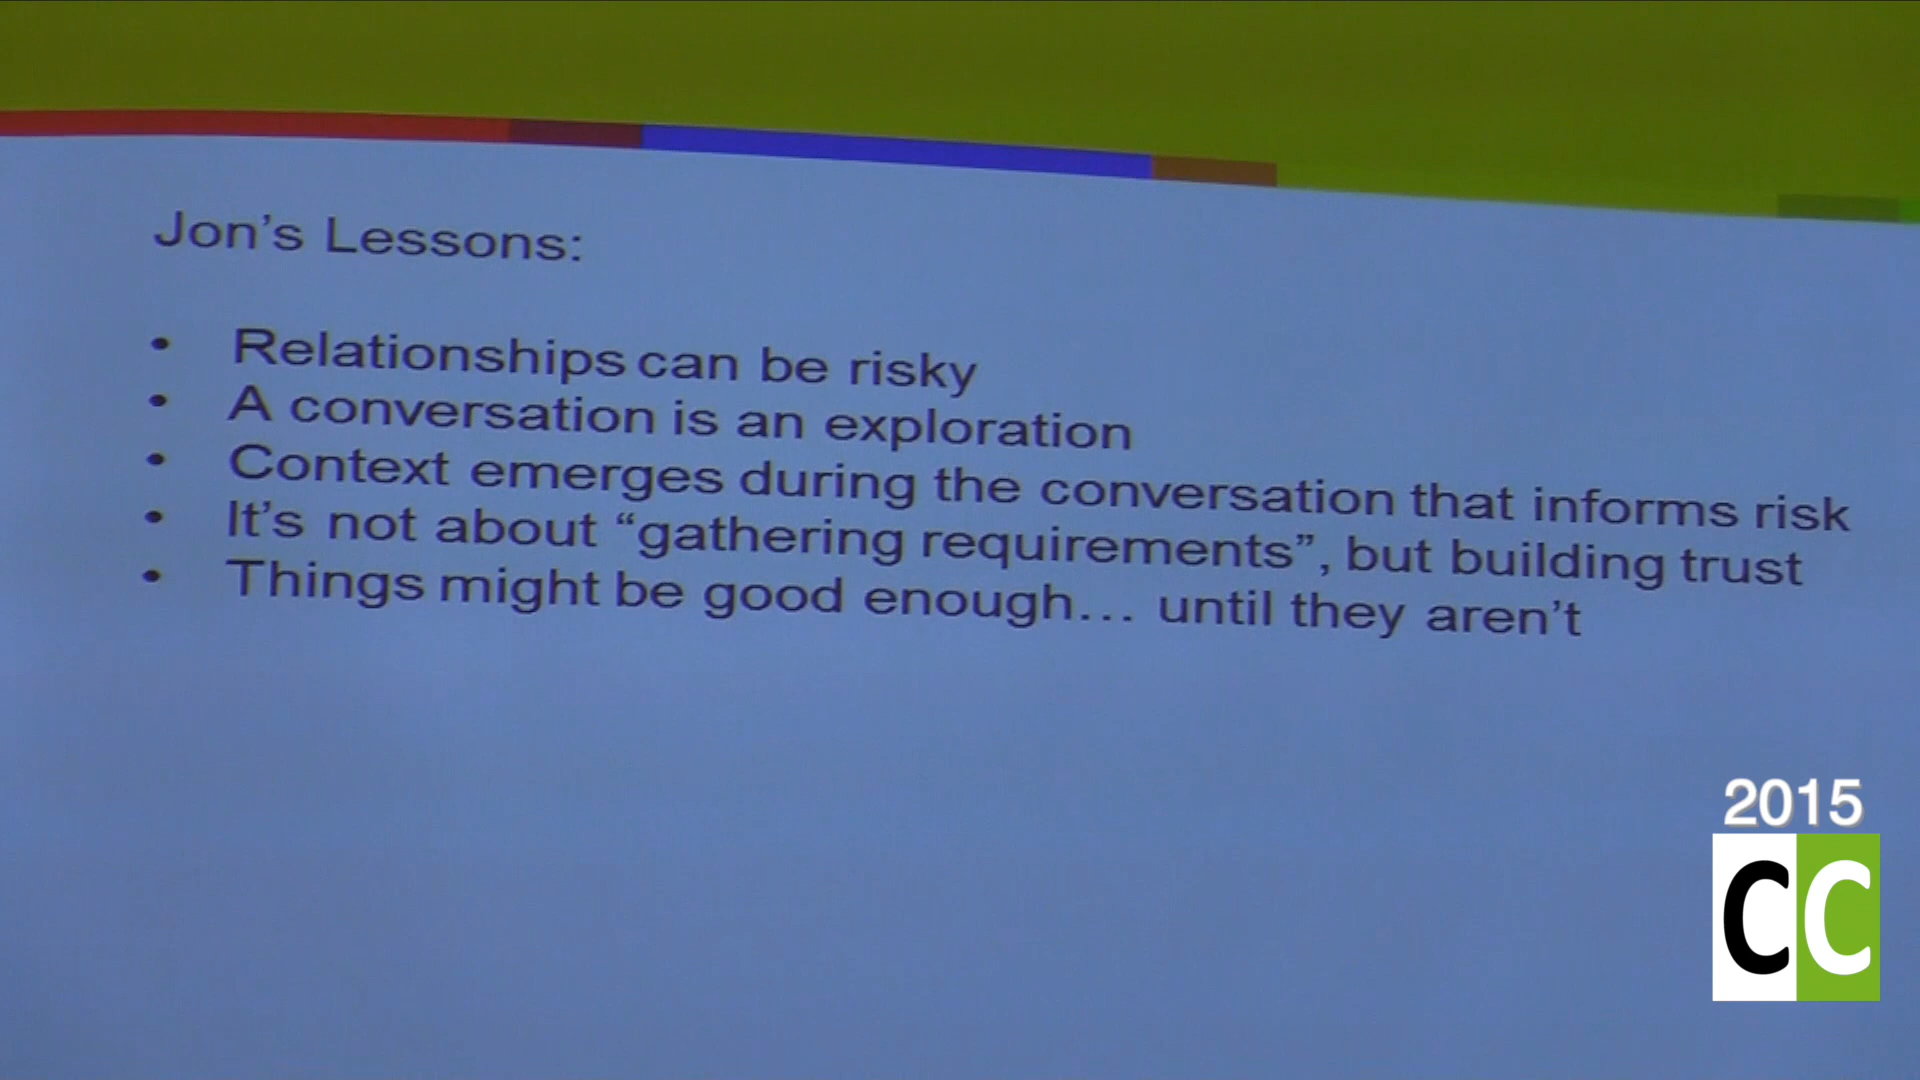 Jon's Lessons:
• Relationships can be risky
• A conversation is an exploration
• Context emerges during the conversation that informs risk
• It's not about “gathering requirements”, but building trust
• Things might be good enough… until they aren't
2015
CC